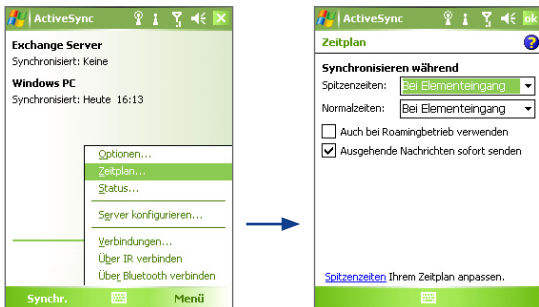 ActiveSync
Exchange Server
Synchronisiert: Keine
Windows PC
Synchronisiert: Heute 16:13
Optionen...
Zeitplan...
Status...
Server konfigurieren...
Verbindungen...
Über IR verbinden
Über Bluetooth verbinden
Synchr. Menü
ActiveSync ok
Zeitplan
Synchronisieren während
Spitzenzeiten: Bei Elementeingang
Normalzeiten: Bei Elementeingang
Auch bei Roamingbetrieb verwenden
Ausgehende Nachrichten sofort senden
Spitzenzeiten Ihrem Zeitplan anpassen.